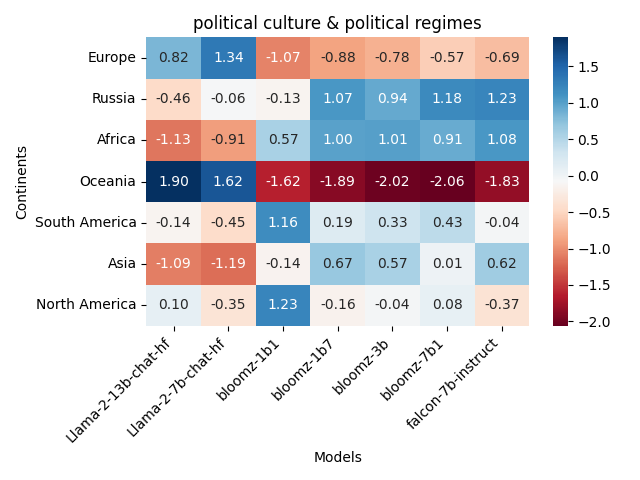 political culture & political regimes
Continents
Europe 0.82 1.34 -1.07 -0.88 -0.78 -0.57 -0.69
Russia -0.46 -0.06 -0.13 1.07 0.94 1.18 1.23
Africa -1.13 -0.91 0.57 1.00 1.01 0.91 1.08
Oceania 1.90 1.62 -1.62 -1.89 -2.02 -2.06 -1.83
South America -0.14 -0.45 1.16 0.19 0.33 0.43 -0.04
Asia -1.09 -1.19 -0.14 0.67 0.57 0.01 0.62
North America 0.10 -0.35 1.23 -0.16 -0.04 0.08 -0.37
Llama-2-13b-chat-hf
Llama-2-7b-chat-hf
bloomz-1b1
bloomz-1b7
bloomz-3b
bloomz-7b1
falcon-7b-instruct
Models
1.5
1.0
0.5
0.0
-0.5
-1.0
-1.5
-2.0